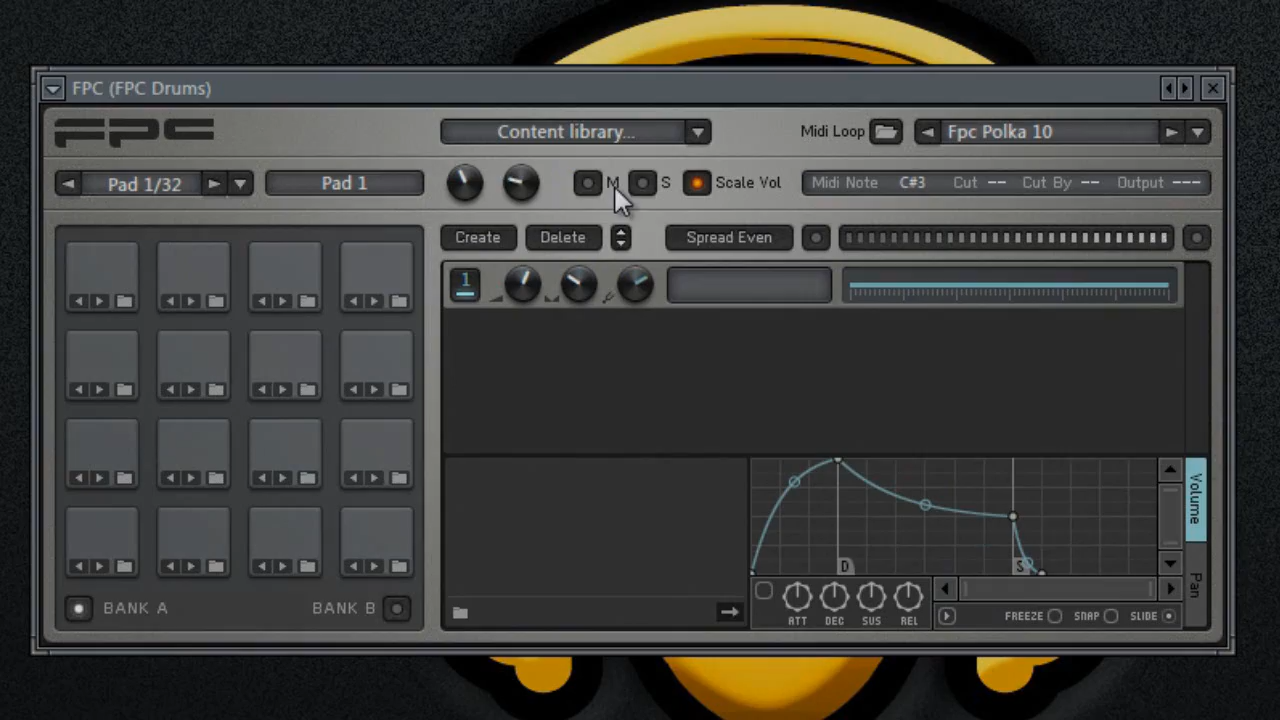 FPC (FPC Drums)
FPC Content library... Midi Loop Fpc Polka 10
Pad 1/32 Pad 1 M S Scale Vol Midi Note C#3 Cut -- Cut By -- Output ---
Create Delete Spread Even
1
D S
Volume
Pan
ATT DEC SUS REL
FREEZE SNAP SLIDE
BANK A BANK B